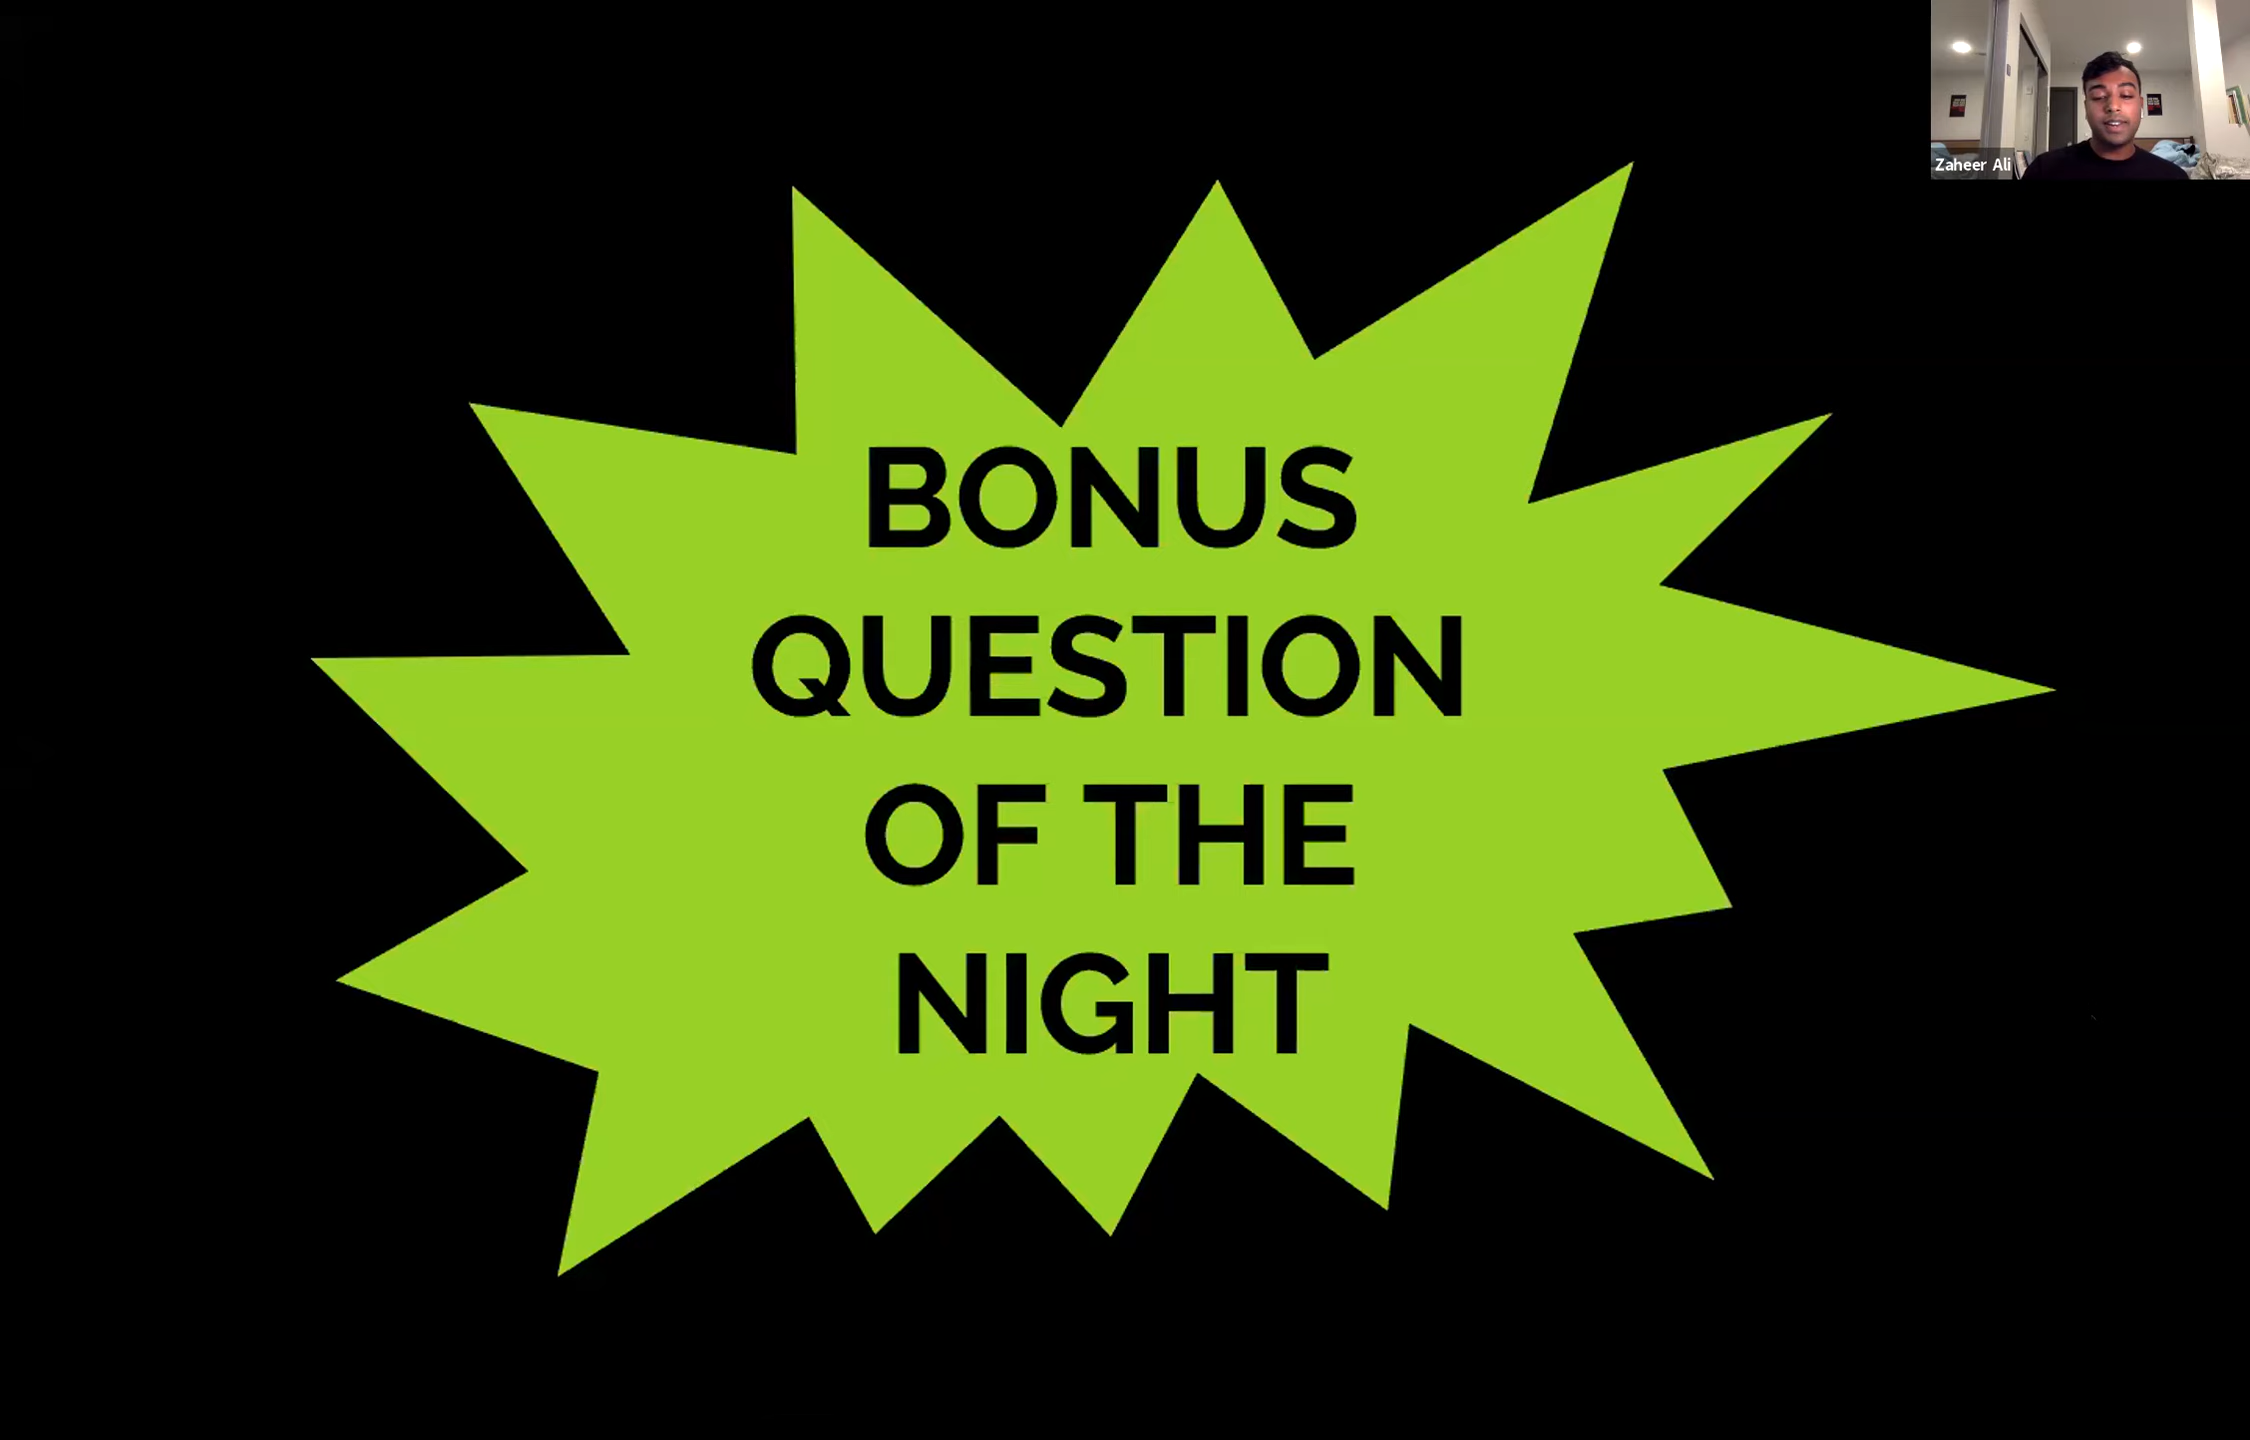 Zaheer Ali
BONUS
QUESTION
OF THE
NIGHT